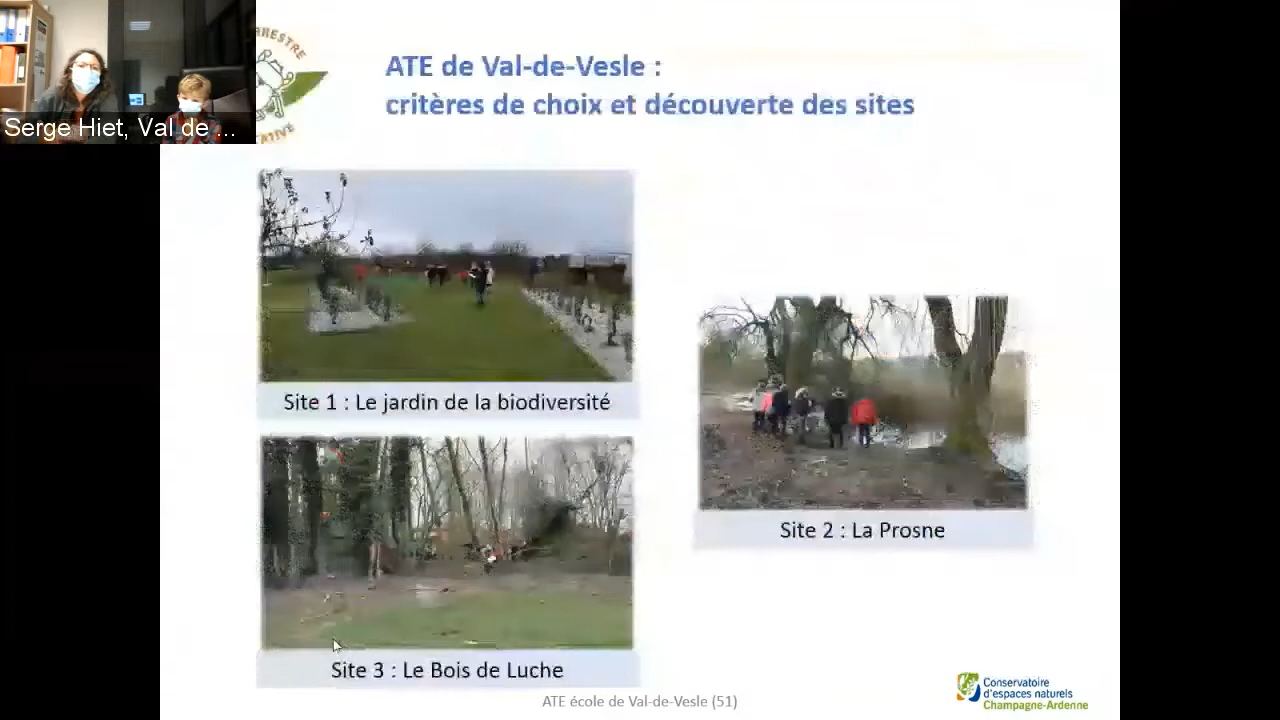 Serge Hiet, Val de ...
ATE de Val-de-Vesle :
critères de choix et découverte des sites
Site 1 : Le jardin de la biodiversité
Site 2 : La Prosne
Site 3 : Le Bois de Luche
ATE école de Val-de-Vesle (51)
Conservatoire
d'espaces naturels
Champagne-Ardenne